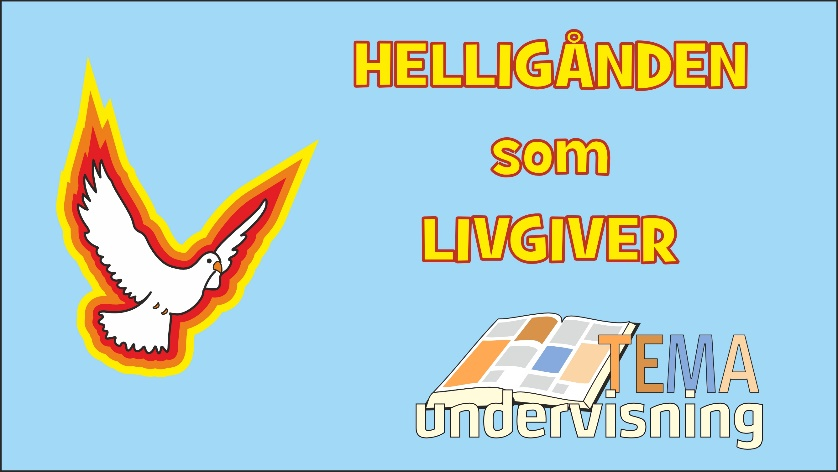 HELLIGÅNDEN
som
LIVGIVER
TEMA
undervisning